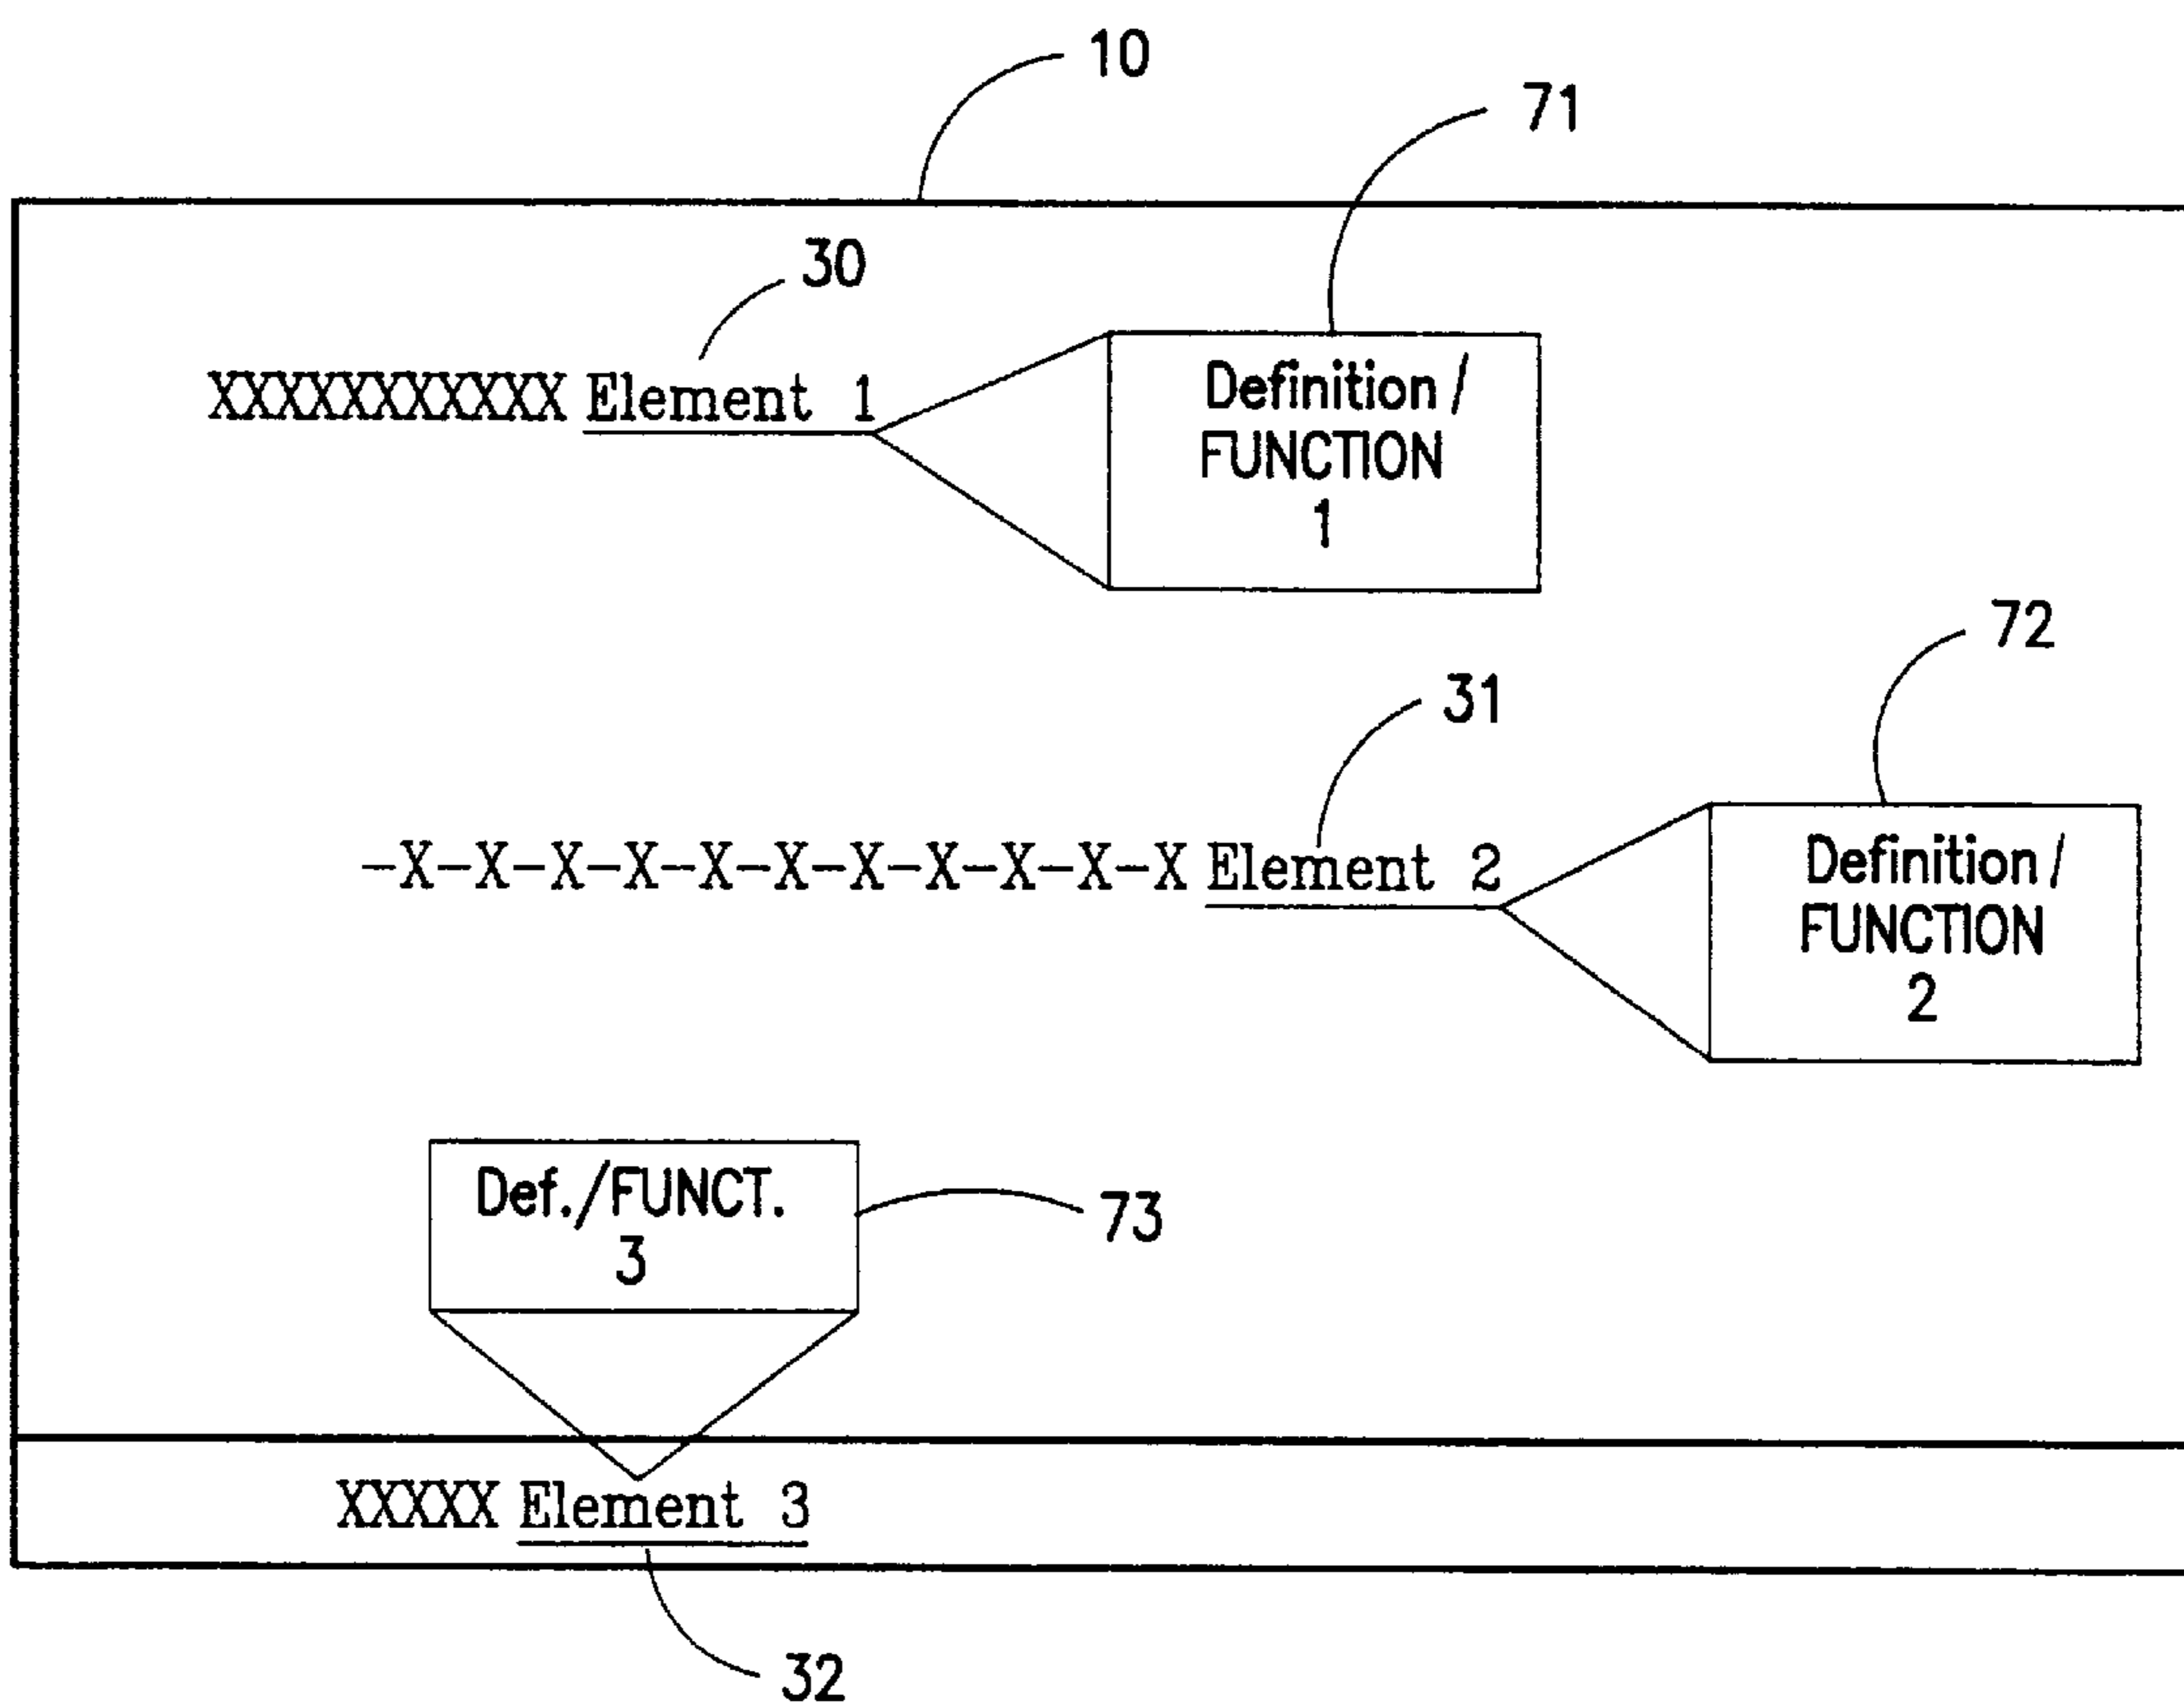 10
71
30
XXXXXXXXXXX Element 1
Definition/
FUNCTION
1
72
31
-X-X-X-X-X-X-X-X-X-X-X Element 2
Definition/
FUNCTION
2
Def./FUNCT.
3
73
XXXXX Element 3
32